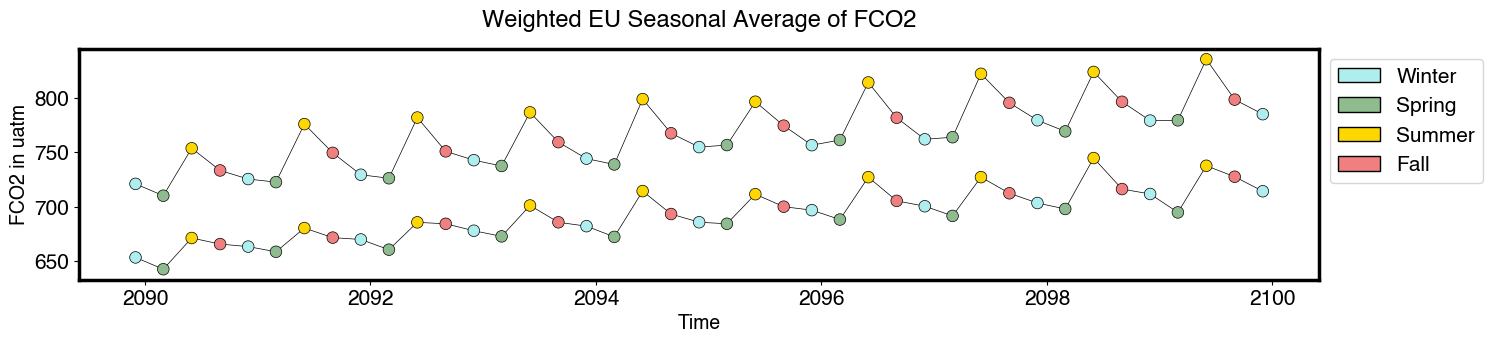 Weighted EU Seasonal Average of FCO2
FCO2 in uatm
800
750
700
650
2090
2092
2094
2096
2098
2100
Time
Winter
Spring
Summer
Fall